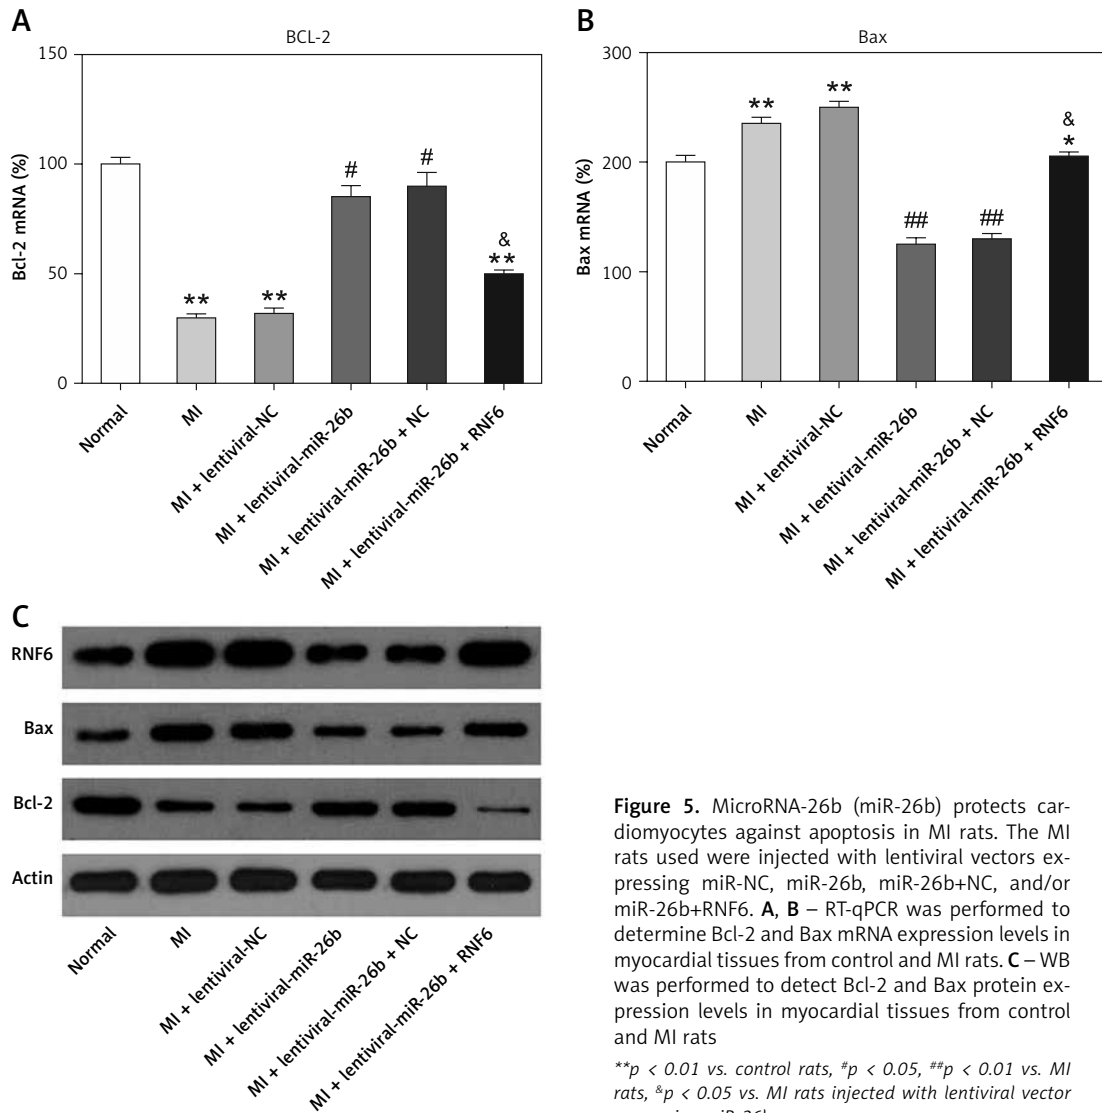 A
BCL-2
Bcl-2 mRNA (%)
150
100
50
0
**
**
#
#
&
**
Normal
MI
MI + lentiviral-NC
MI + lentiviral-miR-26b
MI + lentiviral-miR-26b + NC
MI + lentiviral-miR-26b + RNF6
B
Bax
Bax mRNA (%)
300
200
100
0
**
**
##
##
&
*
Normal
MI
MI + lentiviral-NC
MI + lentiviral-miR-26b
MI + lentiviral-miR-26b + NC
MI + lentiviral-miR-26b + RNF6
C
RNF6
Bax
Bcl-2
Actin
Normal
MI
MI + lentiviral-NC
MI + lentiviral-miR-26b
MI + lentiviral-miR-26b + NC
MI + lentiviral-miR-26b + RNF6
Figure 5. MicroRNA-26b (miR-26b) protects car-
diomyocytes against apoptosis in MI rats. The MI
rats used were injected with lentiviral vectors ex-
pressing miR-NC, miR-26b, miR-26b+NC, and/or
miR-26b+RNF6. A, B – RT-qPCR was performed to
determine Bcl-2 and Bax mRNA expression levels in
myocardial tissues from control and MI rats. C – WB
was performed to detect Bcl-2 and Bax protein ex-
pression levels in myocardial tissues from control
and MI rats
**p < 0.01 vs. control rats, #p < 0.05, ##p < 0.01 vs. MI
rats, &p < 0.05 vs. MI rats injected with lentiviral vector